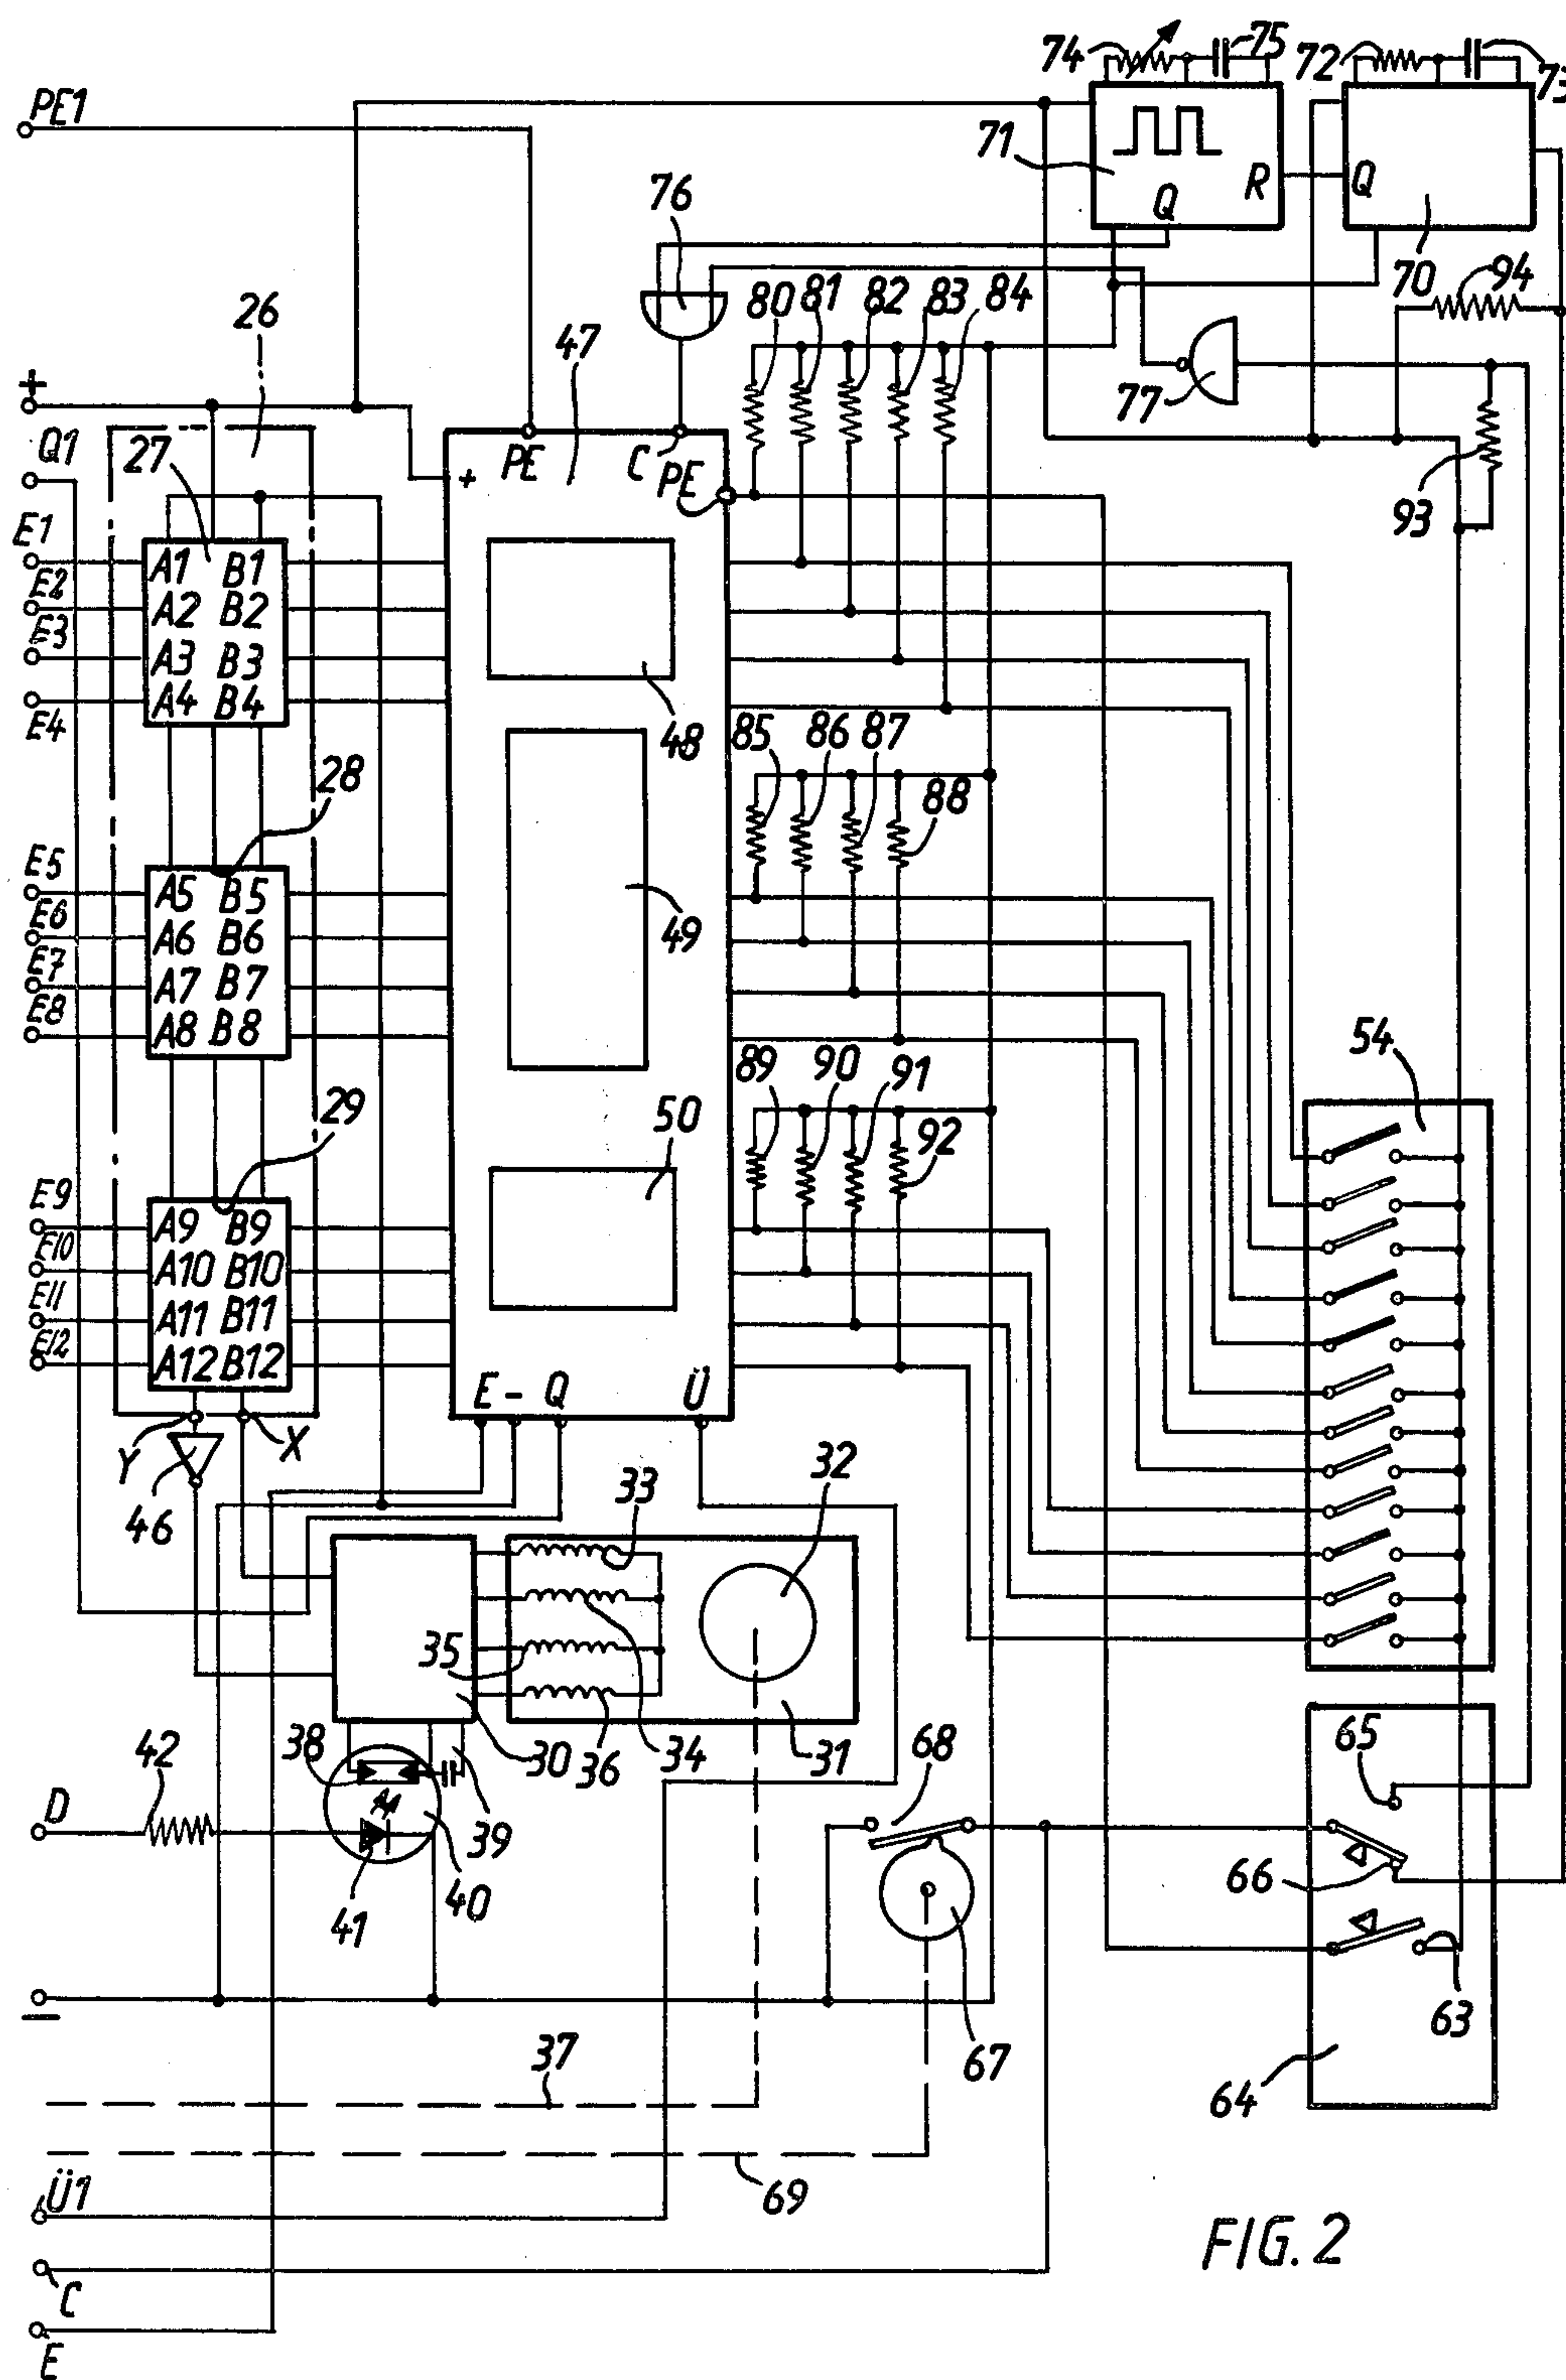 74 75 72 73
PE1
71 R Q
Q
76
70 94
80 81 82 83 84
26
47
77
+
Q1 27
PE C PE
+
93
E1 A1 B1
E2 A2 B2
E3 A3 B3
E4 A4 B4
48
85 86 87
28
88
E5 A5 B5
E6 A6 B6
49
E7 A7 B7
E8 A8 B8
54
89 90 91
29
50
92
E9 A9 B9
E10 A10 B10
E11 A11 B11
E12 A12 B12
E - Q Ü
Y X
46
33 32
35
42 38 30 36 34 31 68 65
D
39
66
41 40
−
63
37 67
64
69
Ü1
FIG. 2
C
E